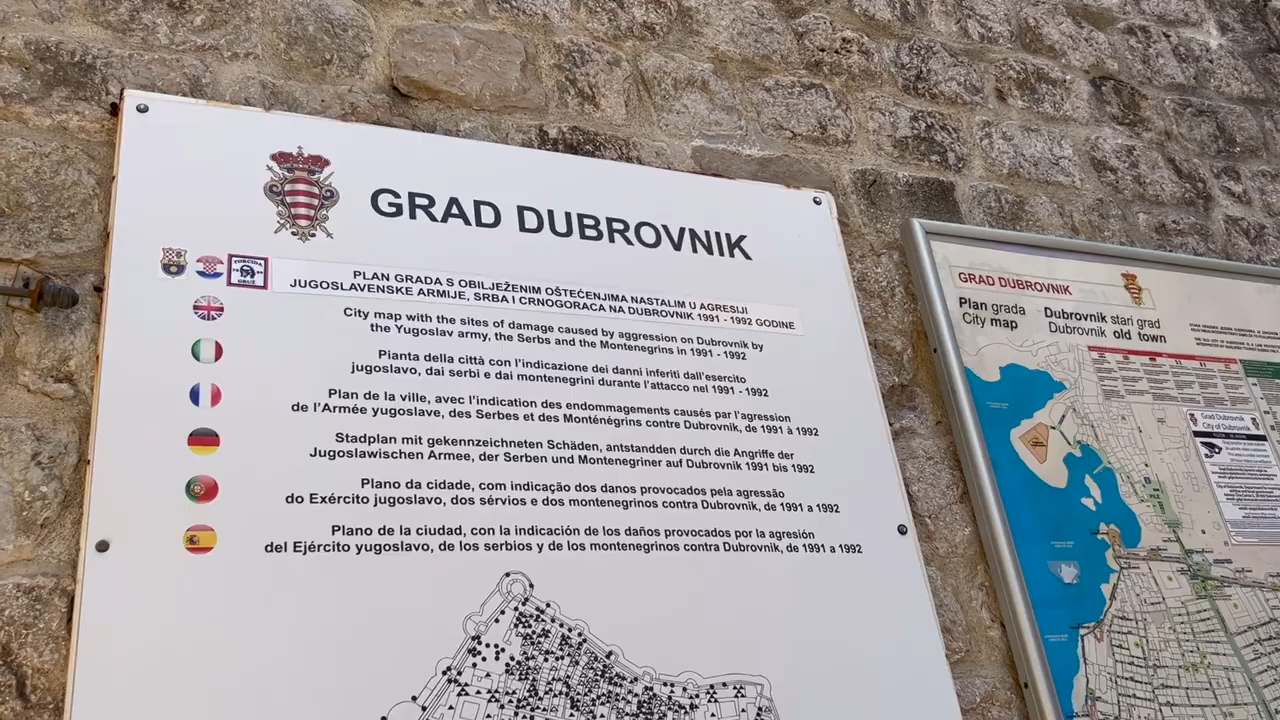 GRAD DUBROVNIK
TORCIDA
GRUŽ
PLAN GRADA S OBILJEŽENIM OŠTEĆENJIMA NASTALIM U AGRESIJI
JUGOSLAVENSKE ARMIJE, SRBA I CRNOGORACA NA DUBROVNIK 1991 - 1992 GODINE
City map with the sites of damage caused by aggression on Dubrovnik by
the Yugoslav army, the Serbs and the Montenegrins in 1991 - 1992
Pianta della città con l'indicazione dei danni inferiti dall'esercito
jugoslavo, dai serbi e dai montenegrini durante l'attacco nel 1991 - 1992
Plan de la ville, avec l'indication des endommagements causés par l'agression
de l'Armée yougoslave, des Serbes et des Monténégrins contre Dubrovnik, de 1991 à 1992
Stadplan mit gekennzeichneten Schäden, antstandden durch die Angriffe der
Jugoslawischen Armee, der Serben und Montenegriner auf Dubrovnik 1991 bis 1992
Plano da cidade, com indicação dos danos provocados pela agressão
do Exército jugoslavo, dos sérvios e dos montenegrinos contra Dubrovnik, de 1991 a 1992
Plano de la ciudad, con la indicación de los daños provocados por la agresión
del Ejército yugoslavo, de los serbios y de los montenegrinos contra Dubrovnik, de 1991 a 1992
GRAD DUBROVNIK
Plan grada
City map
Dubrovnik stari grad
Dubrovnik old town
Grad Dubrovnik
City of Dubrovnik
PILE